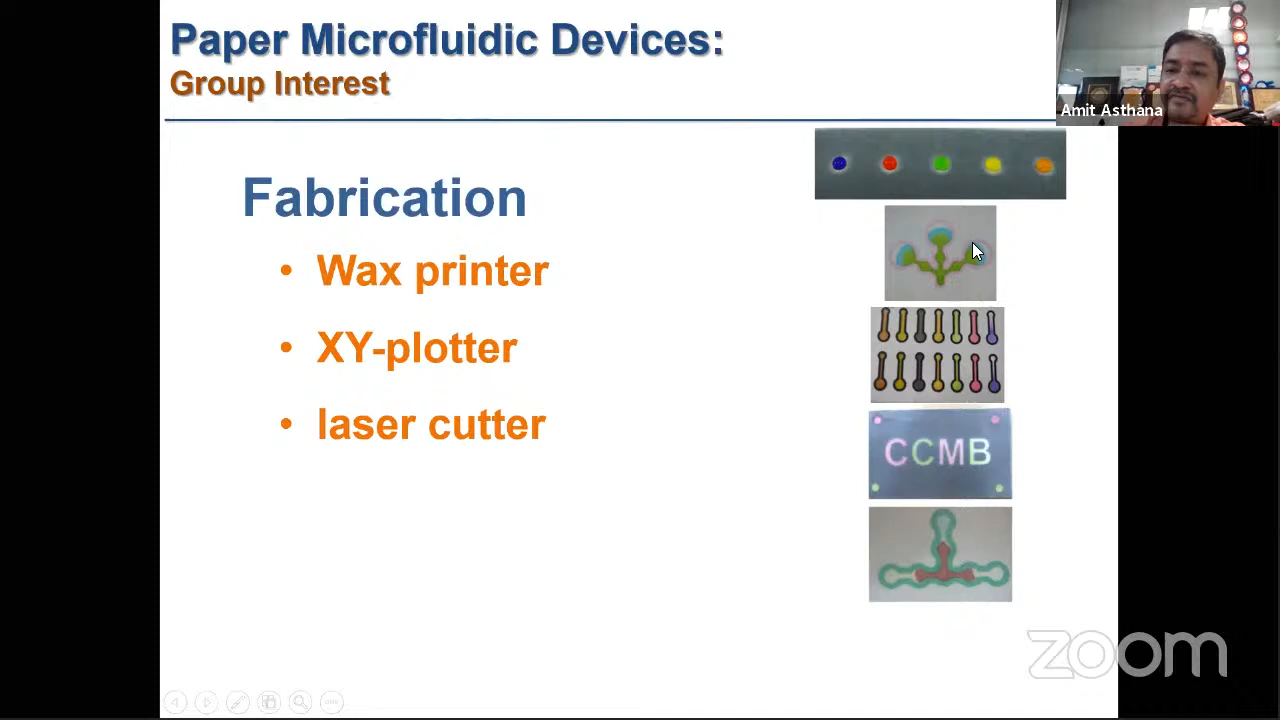 Paper Microfluidic Devices:
Group Interest
Amit Asthana
Fabrication
• Wax printer
• XY-plotter
• laser cutter
CCMB
zoom